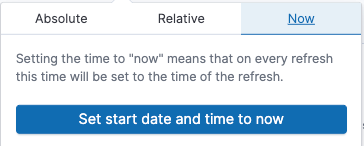 Absolute Relative Now
Setting the time to "now" means that on every refresh
this time will be set to the time of the refresh.
Set start date and time to now